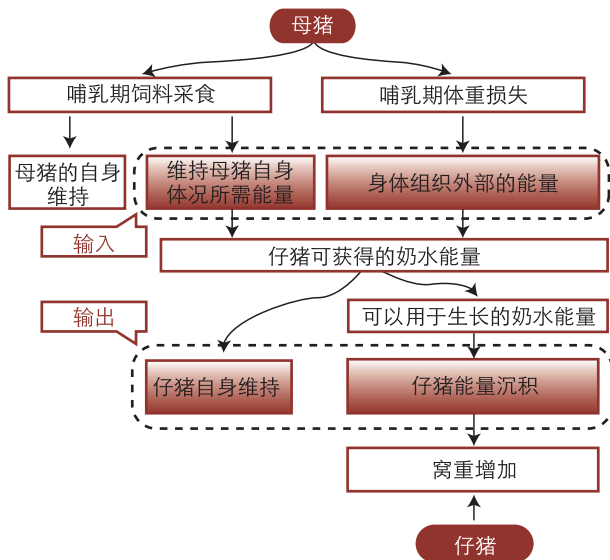 母猪
哺乳期饲料采食
哺乳期体重损失
母猪的自身
维持
维持母猪自身
体况所需能量
身体组织外部的能量
输入
仔猪可获得的奶水能量
输出
可以用于生长的奶水能量
仔猪自身维持
仔猪能量沉积
窝重增加
仔猪